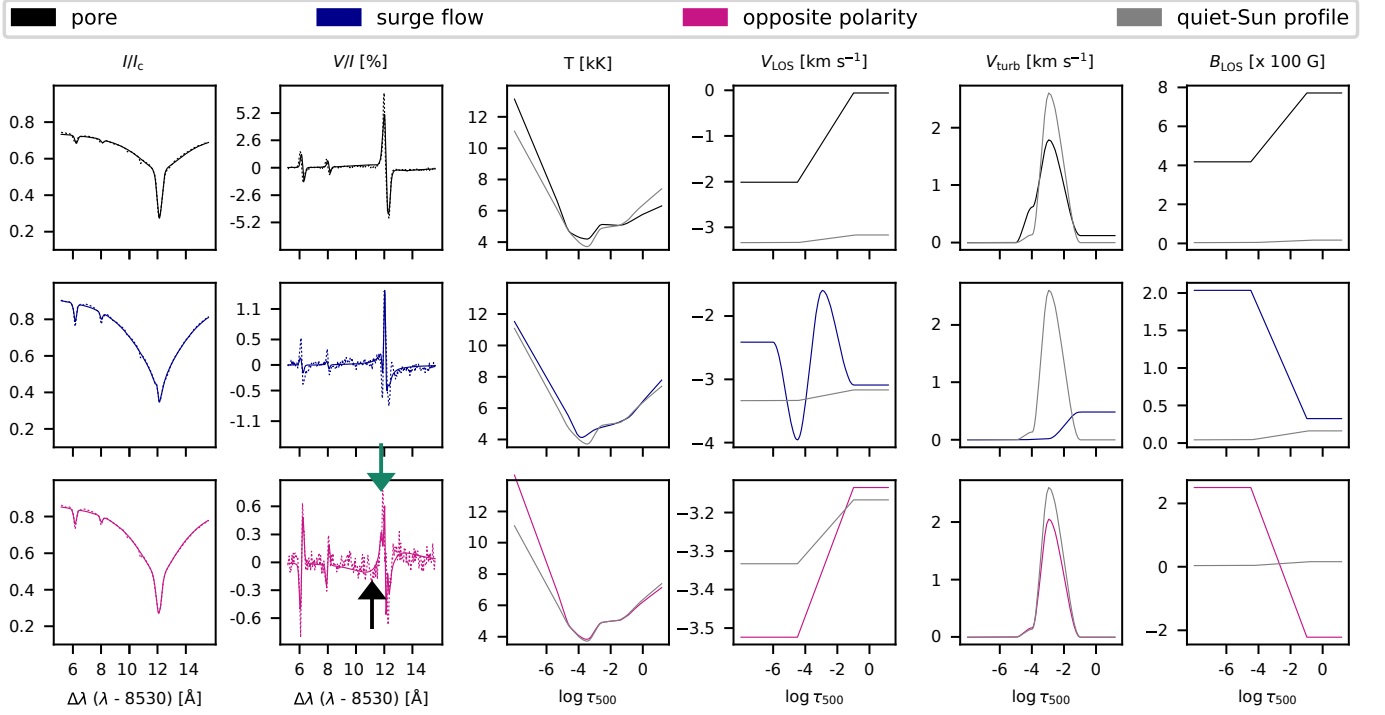 pore surge flow opposite polarity quiet-Sun profile
I/Ic V/I [%] T [kK] VLOS [km s−1] Vturb [km s−1] BLOS [x 100 G]
0.8 5.2 12 0 2 8
0.6 2.6 10 −1 1 6
0.4 0 8 −2 0 4
0.2 -2.6 6 −3 2
-5.2 4 0
0.8 1.1 12 −2 2 2.0
0.6 0.5 10 −3 1 1.5
0.4 0 8 −4 0 1.0
0.2 -0.5 6 0.5
-1.1 4 0.0
0.8 0.6 14 −3.2 2 2
0.6 0.3 12 −3.3 1 0
0.4 0 10 −3.4 0 −2
0.2 -0.3 8 −3.5
-0.6 6
4
6 8 10 12 14 6 8 10 12 14 -6 -4 -2 0 -6 -4 -2 0 -6 -4 -2 0 -6 -4 -2 0
Δλ (λ - 8530) [Å] Δλ (λ - 8530) [Å] log τ500 log τ500 log τ500 log τ500